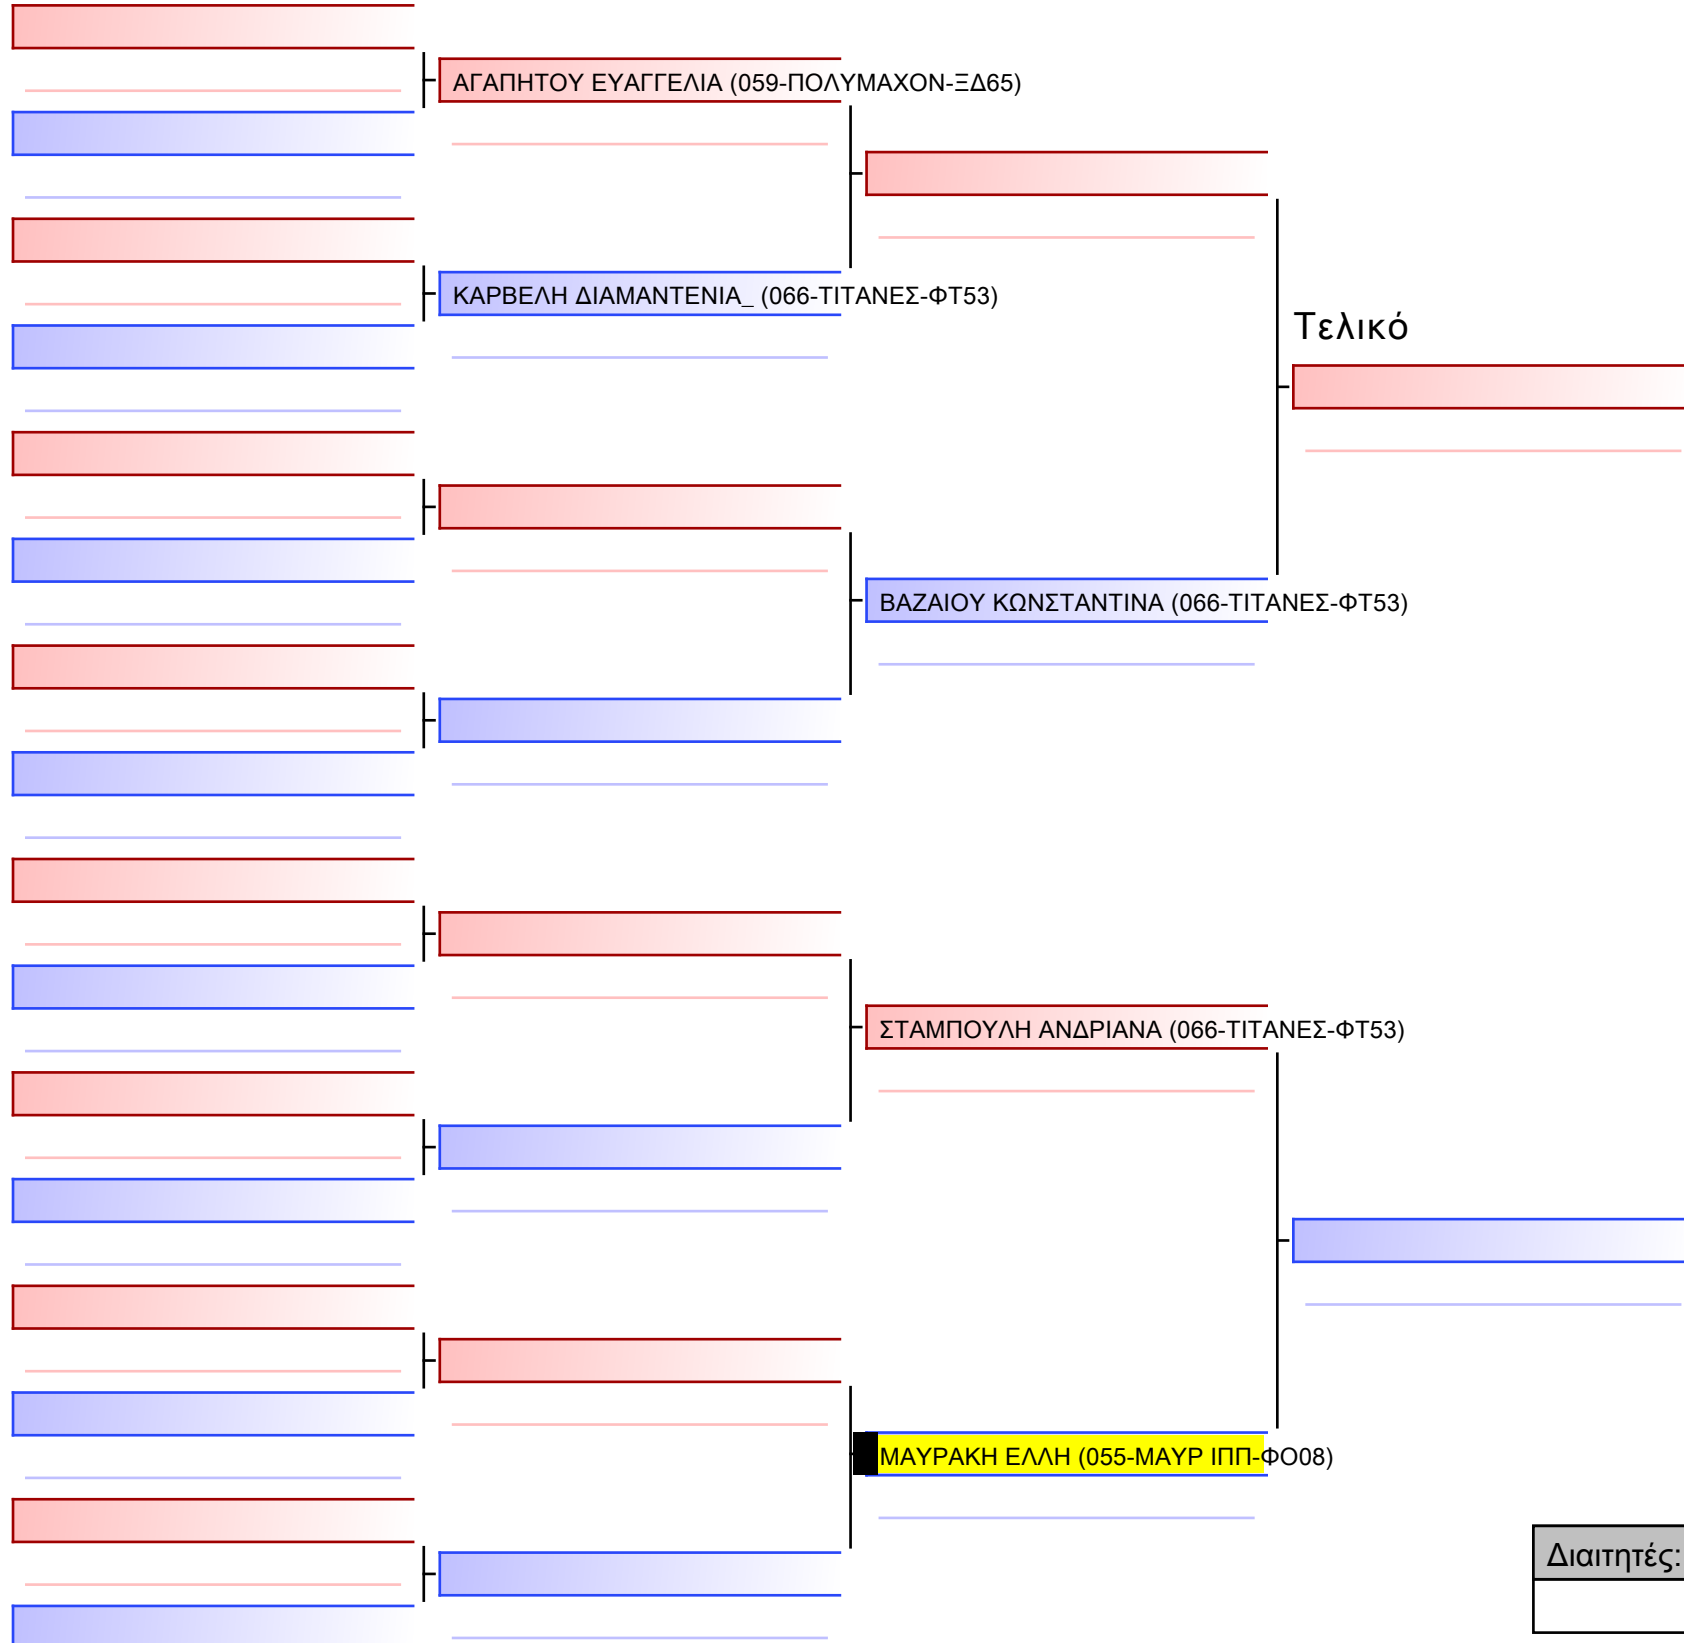 ΑΓΑΠΗΤΟΥ ΕΥΑΓΓΕΛΙΑ (059-ΠΟΛΥΜΑΧΟΝ-ΞΔ65)
ΚΑΡΒΕΛΗ ΔΙΑΜΑΝΤΕΝΙΑ_ (066-ΤΙΤΑΝΕΣ-ΦΤ53)
Τελικό
ΒΑΖΑΙΟΥ ΚΩΝΣΤΑΝΤΙΝΑ (066-ΤΙΤΑΝΕΣ-ΦΤ53)
ΣΤΑΜΠΟΥΛΗ ΑΝΔΡΙΑΝΑ (066-ΤΙΤΑΝΕΣ-ΦΤ53)
ΜΑΥΡΑΚΗ ΕΛΛΗ (055-ΜΑΥΡ ΙΠΠ-ΦΟ08)
Διαιτητές: